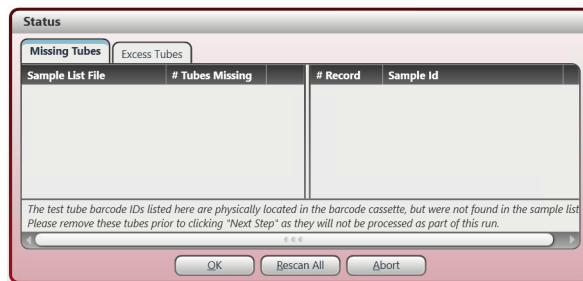 Status
Missing Tubes Excess Tubes
Sample List File # Tubes Missing # Record Sample Id
The test tube barcode IDs listed here are physically located in the barcode cassette, but were not found in the sample list
Please remove these tubes prior to clicking "Next Step" as they will not be processed as part of this run.
OK Rescan All Abort